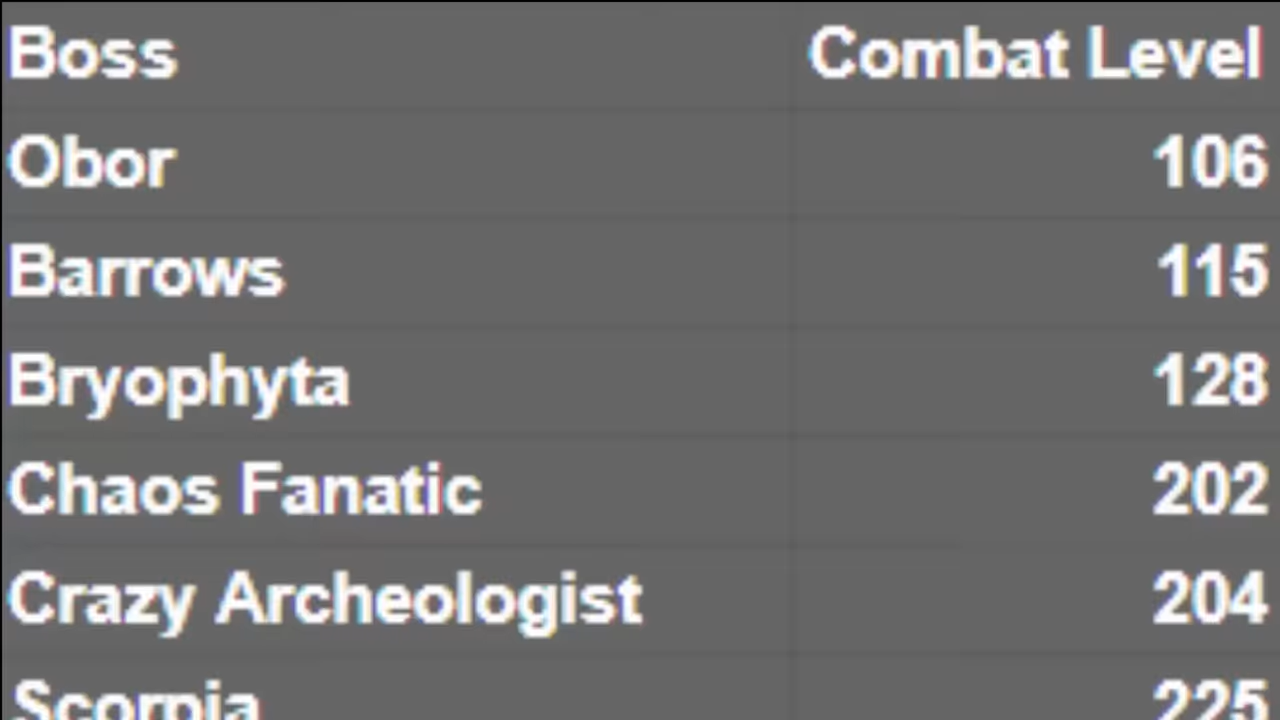 Boss Combat Level
Obor 106
Barrows 115
Bryophyta 128
Chaos Fanatic 202
Crazy Archeologist 204
Scorpia 225